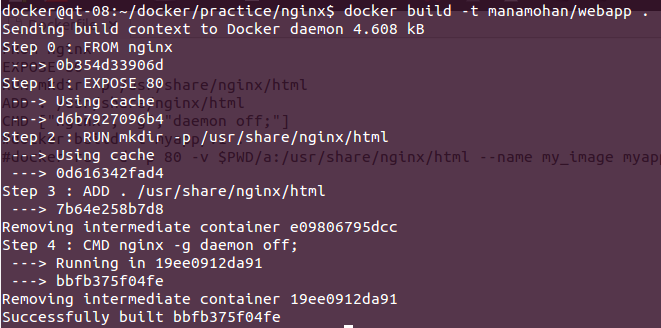 docker@qt-08:~/docker/practice/nginx$ docker build -t manamohan/webapp .
Sending build context to Docker daemon 4.608 kB
Step 0 : FROM nginx
 ---> 0b354d33906d
Step 1 : EXPOSE 80
 ---> Using cache
 ---> d6b7927096b4
Step 2 : RUN mkdir -p /usr/share/nginx/html
 ---> Using cache
 ---> 0d616342fad4
Step 3 : ADD . /usr/share/nginx/html
 ---> 7b64e258b7d8
Removing intermediate container e09806795dcc
Step 4 : CMD nginx -g daemon off;
 ---> Running in 19ee0912da91
 ---> bbfb375f04fe
Removing intermediate container 19ee0912da91
Successfully built bbfb375f04fe